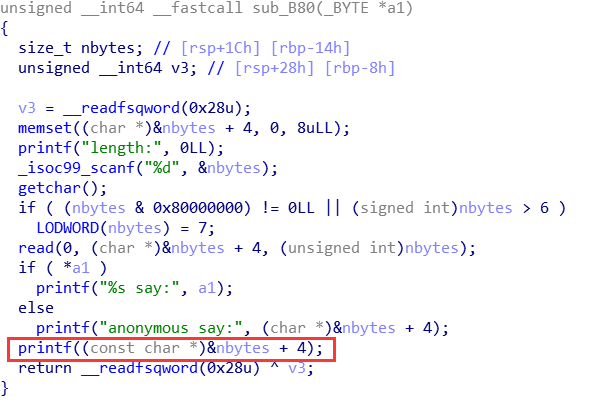 unsigned __int64 __fastcall sub_B80(_BYTE *a1)
{
  size_t nbytes; // [rsp+1Ch] [rbp-14h]
  unsigned __int64 v3; // [rsp+28h] [rbp-8h]

  v3 = __readfsqword(0x28u);
  memset((char *)&nbytes + 4, 0, 8uLL);
  printf("length:", 0LL);
  _isoc99_scanf("%d", &nbytes);
  getchar();
  if ( (nbytes & 0x80000000) != 0LL || (signed int)nbytes > 6 )
    LODWORD(nbytes) = 7;
  read(0, (char *)&nbytes + 4, (unsigned int)nbytes);
  if ( *a1 )
    printf("%s say:", a1);
  else
    printf("anonymous say:", (char *)&nbytes + 4);
  printf((const char *)&nbytes + 4);
  return __readfsqword(0x28u) ^ v3;
}